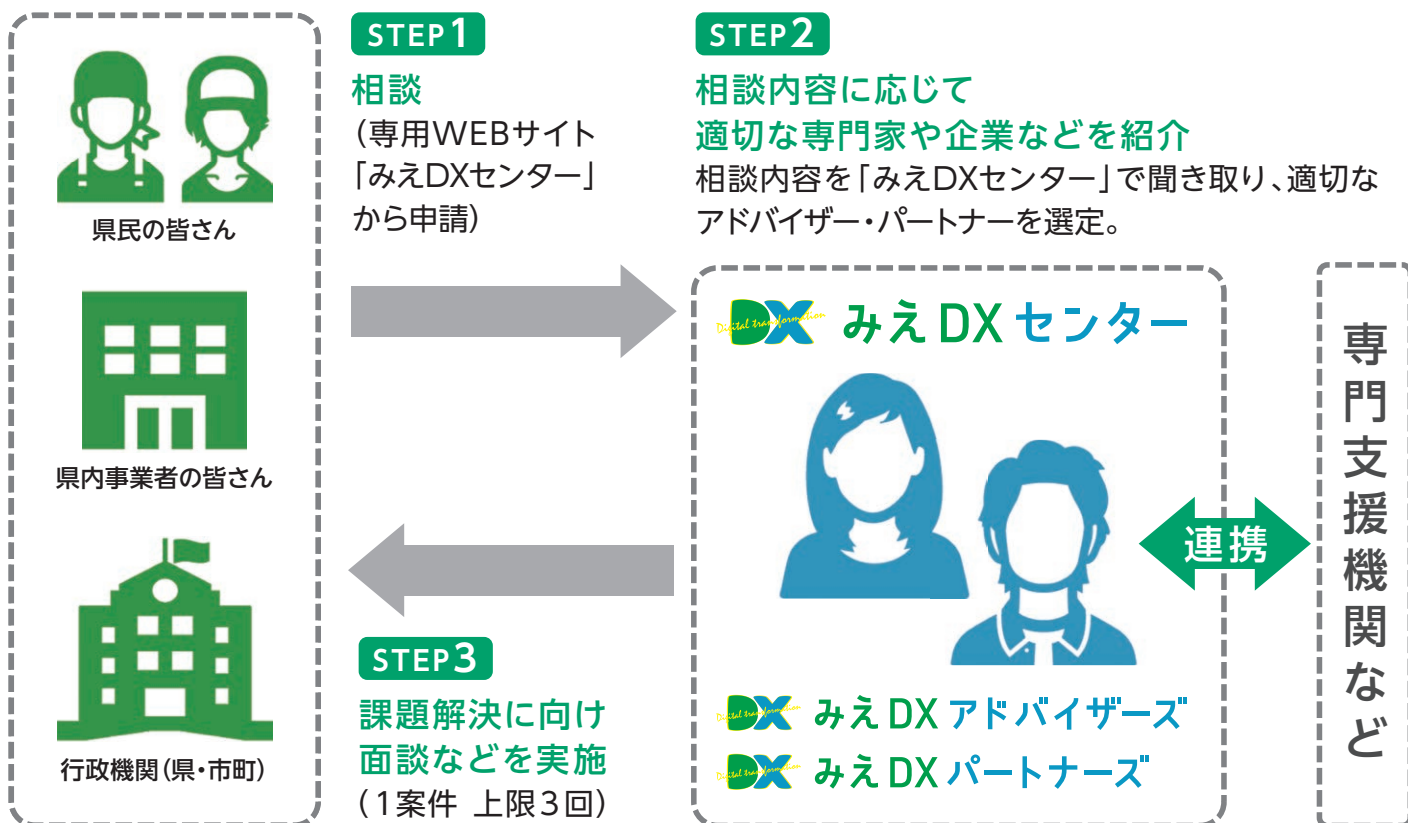 県民の皆さん
県内事業者の皆さん
行政機関(県・市町)
STEP1
相談
(専用WEBサイト
「みえDXセンター」
から申請)
STEP2
相談内容に応じて
適切な専門家や企業などを紹介
相談内容を「みえDXセンター」で聞き取り、適切な
アドバイザー・パートナーを選定。
DX Digital transformation みえDXセンター
DX Digital transformation みえDXアドバイザーズ
DX Digital transformation みえDXパートナーズ
連携
専門支援機関など
STEP3
課題解決に向け
面談などを実施
(1案件 上限3回)